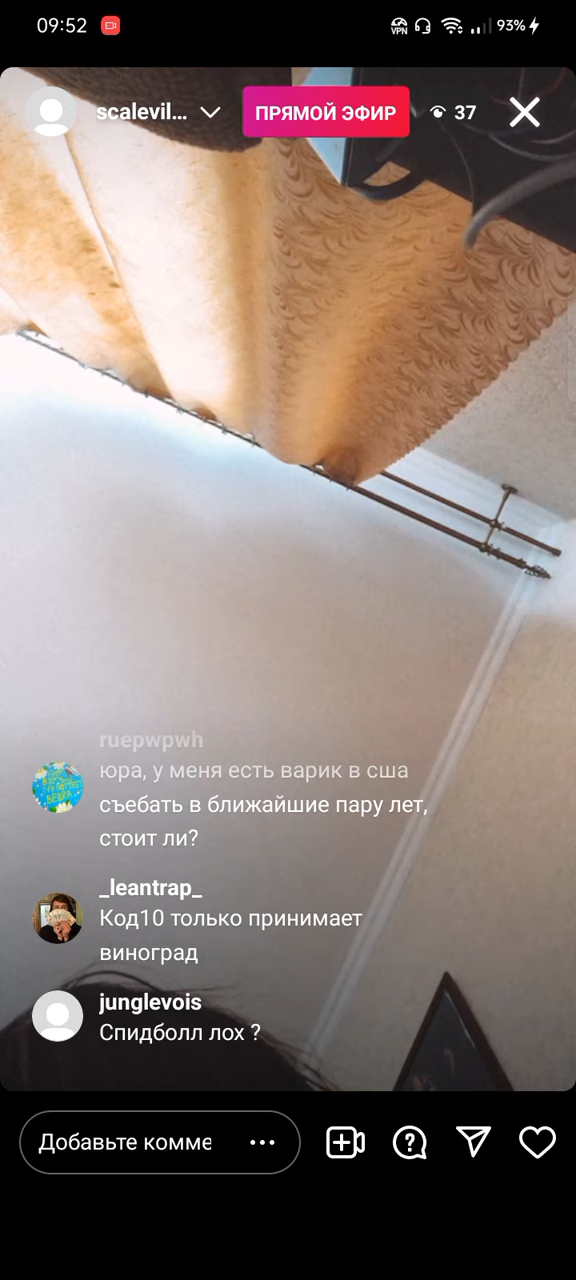 09:52
VPN
93%
scalevil...
ПРЯМОЙ ЭФИР
37
ruepwpwh
юра, у меня есть варик в сша
съебать в ближайшие пару лет,
стоит ли?
_leantrap_
Код10 только принимает
виноград
junglevois
Спидболл лох ?
Добавьте комме